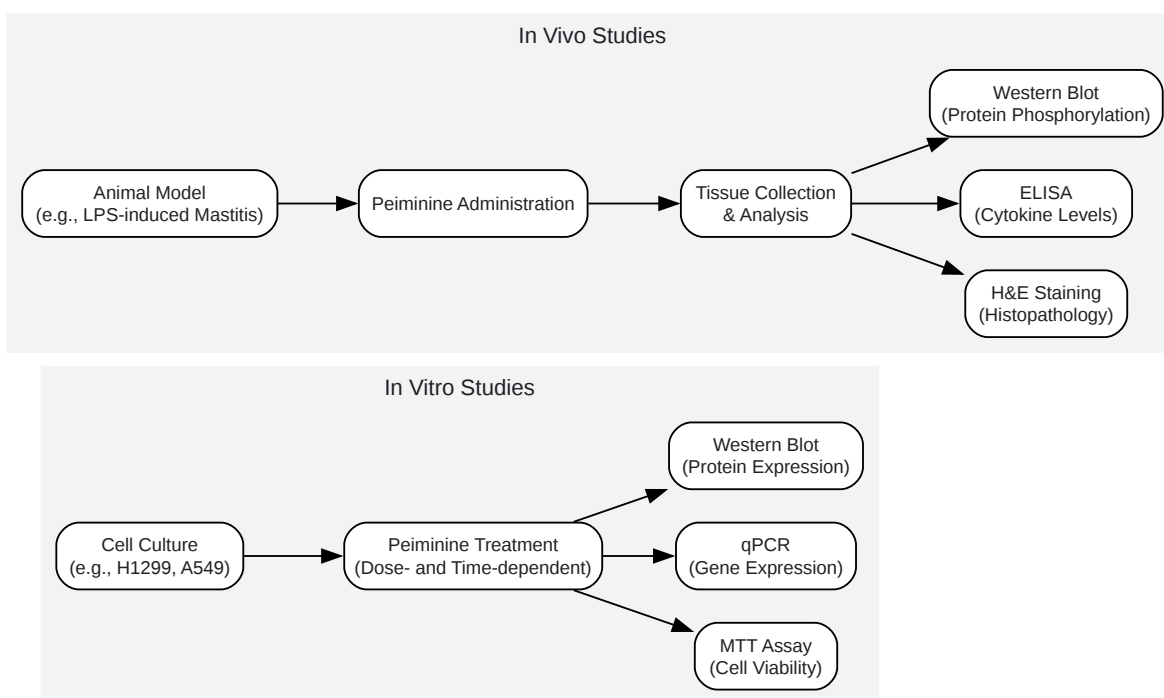 In Vivo Studies
Animal Model
(e.g., LPS-induced Mastitis)
Peiminine Administration
Tissue Collection
& Analysis
Western Blot
(Protein Phosphorylation)
ELISA
(Cytokine Levels)
H&E Staining
(Histopathology)
In Vitro Studies
Cell Culture
(e.g., H1299, A549)
Peiminine Treatment
(Dose- and Time-dependent)
Western Blot
(Protein Expression)
qPCR
(Gene Expression)
MTT Assay
(Cell Viability)